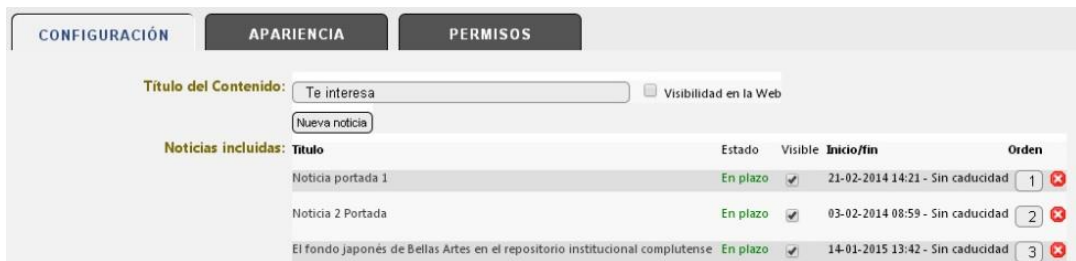 CONFIGURACIÓN APARIENCIA PERMISOS
Título del Contenido: Te interesa Visibilidad en la Web
Nueva noticia
Noticias incluidas: Título Estado Visible Inicio/fin Orden
Noticia portada 1 En plazo 21-02-2014 14:21 - Sin caducidad 1
Noticia 2 Portada En plazo 03-02-2014 08:59 - Sin caducidad 2
El fondo japonés de Bellas Artes en el repositorio institucional complutense En plazo 14-01-2015 13:42 - Sin caducidad 3